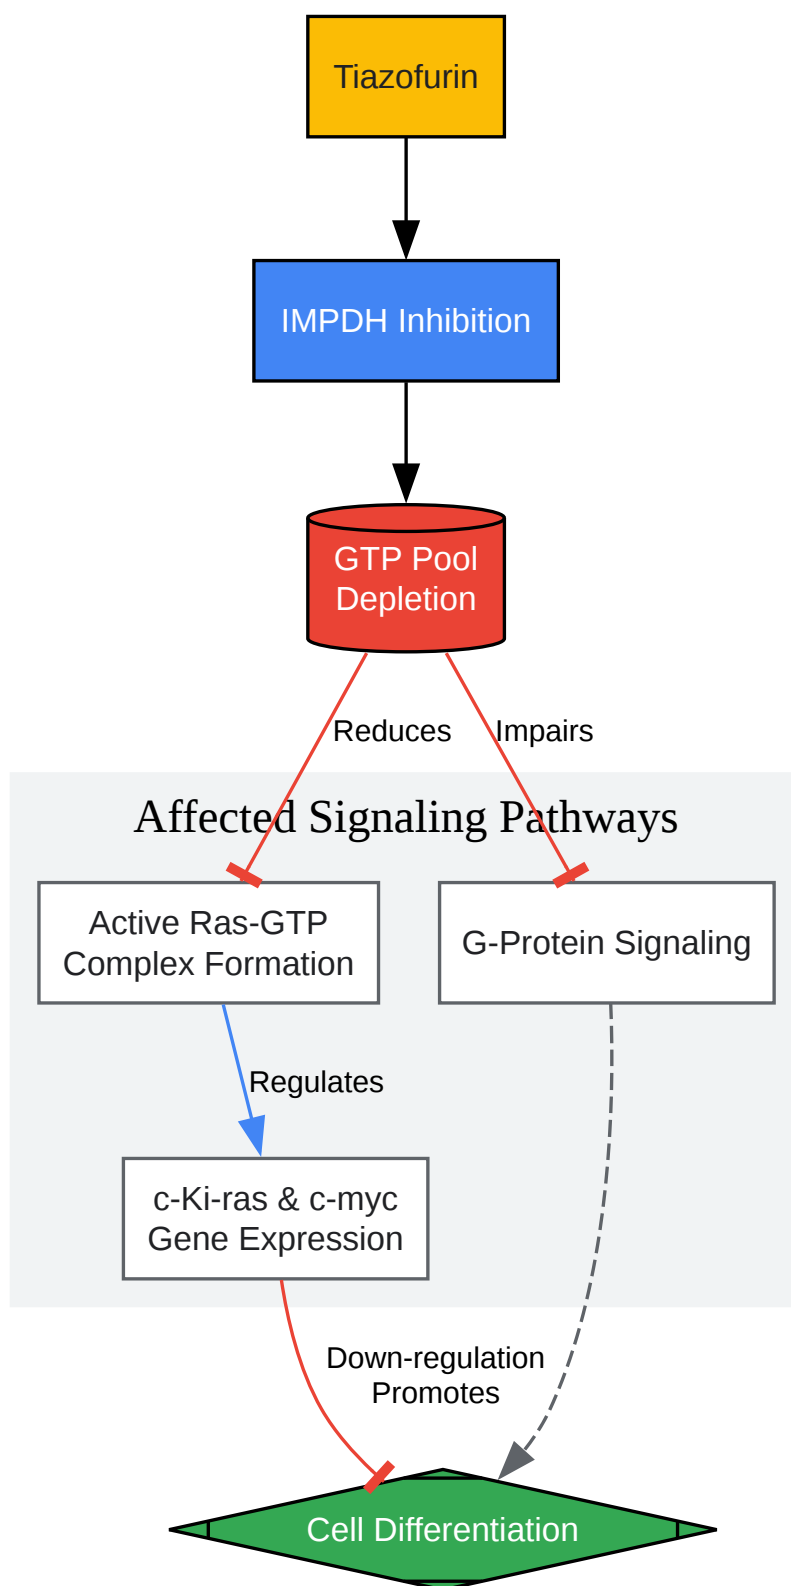 Tiazofurin
IMPDH Inhibition
GTP Pool
Depletion
Reduces
Impairs
Affected Signaling Pathways
Active Ras-GTP
Complex Formation
G-Protein Signaling
Regulates
c-Ki-ras & c-myc
Gene Expression
Down-regulation
Promotes
Cell Differentiation